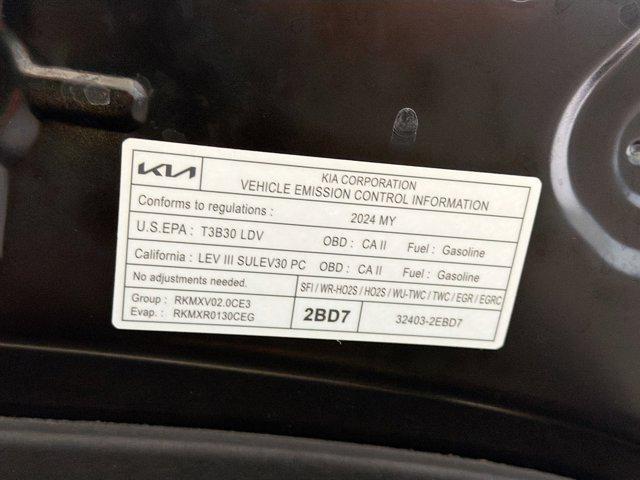 KIA
KIA CORPORATION
VEHICLE EMISSION CONTROL INFORMATION
Conforms to regulations : 2024 MY
U.S.EPA : T3B30 LDV OBD : CA II Fuel : Gasoline
California : LEV III SULEV30 PC OBD : CA II Fuel : Gasoline
No adjustments needed. SFI / WR-HO2S / HO2S / WU-TWC / TWC / EGR / EGRC
Group : RKMXV02.0CE3
Evap. : RKMXR0130CEG
2BD7
32403-2EBD7